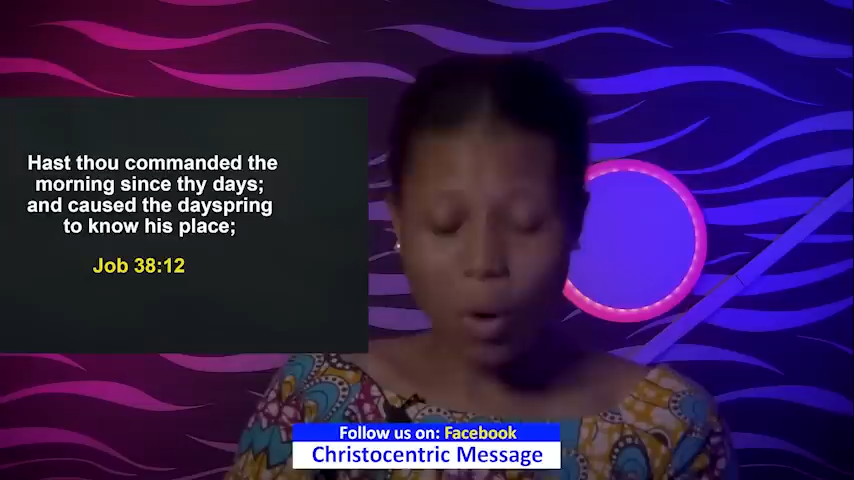 Hast thou commanded the
morning since thy days;
and caused the dayspring
to know his place;
Job 38:12
Follow us on: Facebook
Christocentric Message